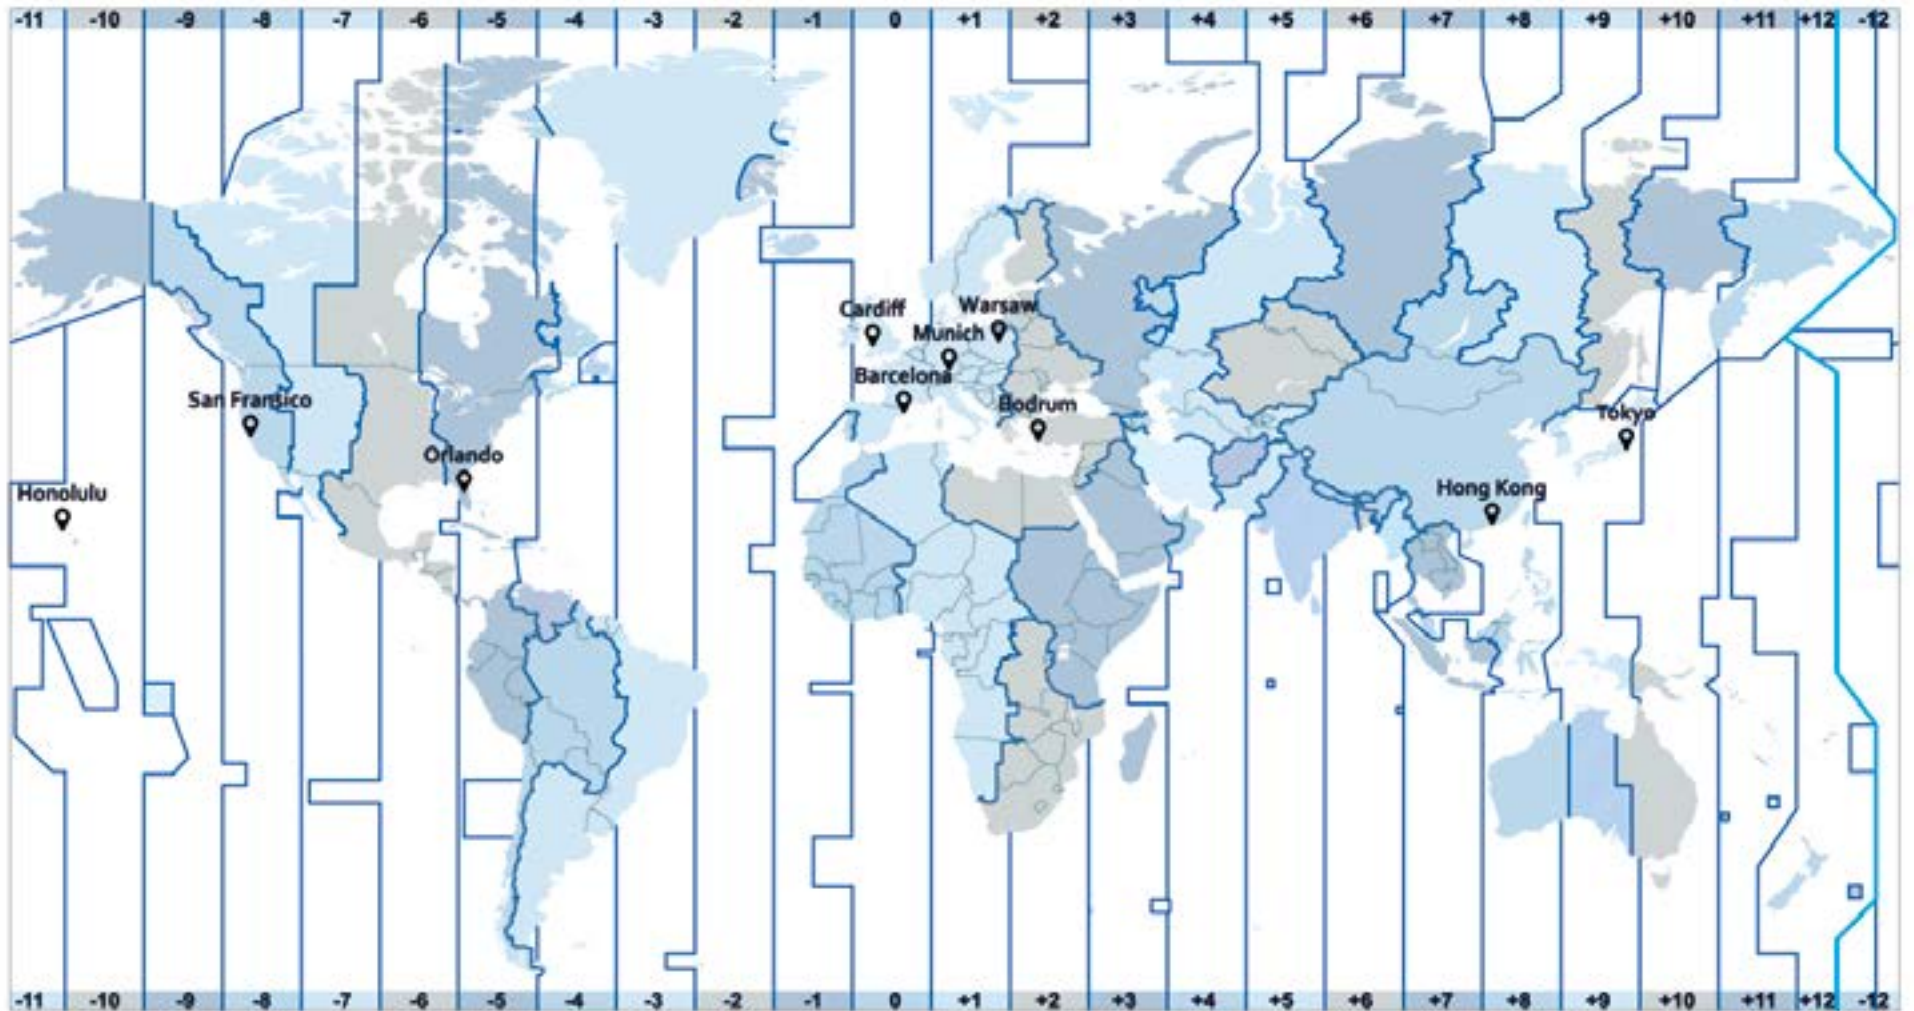 -11 -10 -9 -8 -7 -6 -5 -4 -3 -2 -1 0 +1 +2 +3 +4 +5 +6 +7 +8 +9 +10 +11 +12 -12
Cardiff
Warsaw
Munich
Barcelona
San Fransico
Bodrum
Tokyo
Orlando
Honolulu
Hong Kong
-11 -10 -9 -8 -7 -6 -5 -4 -3 -2 -1 0 +1 +2 +3 +4 +5 +6 +7 +8 +9 +10 +11 +12 -12